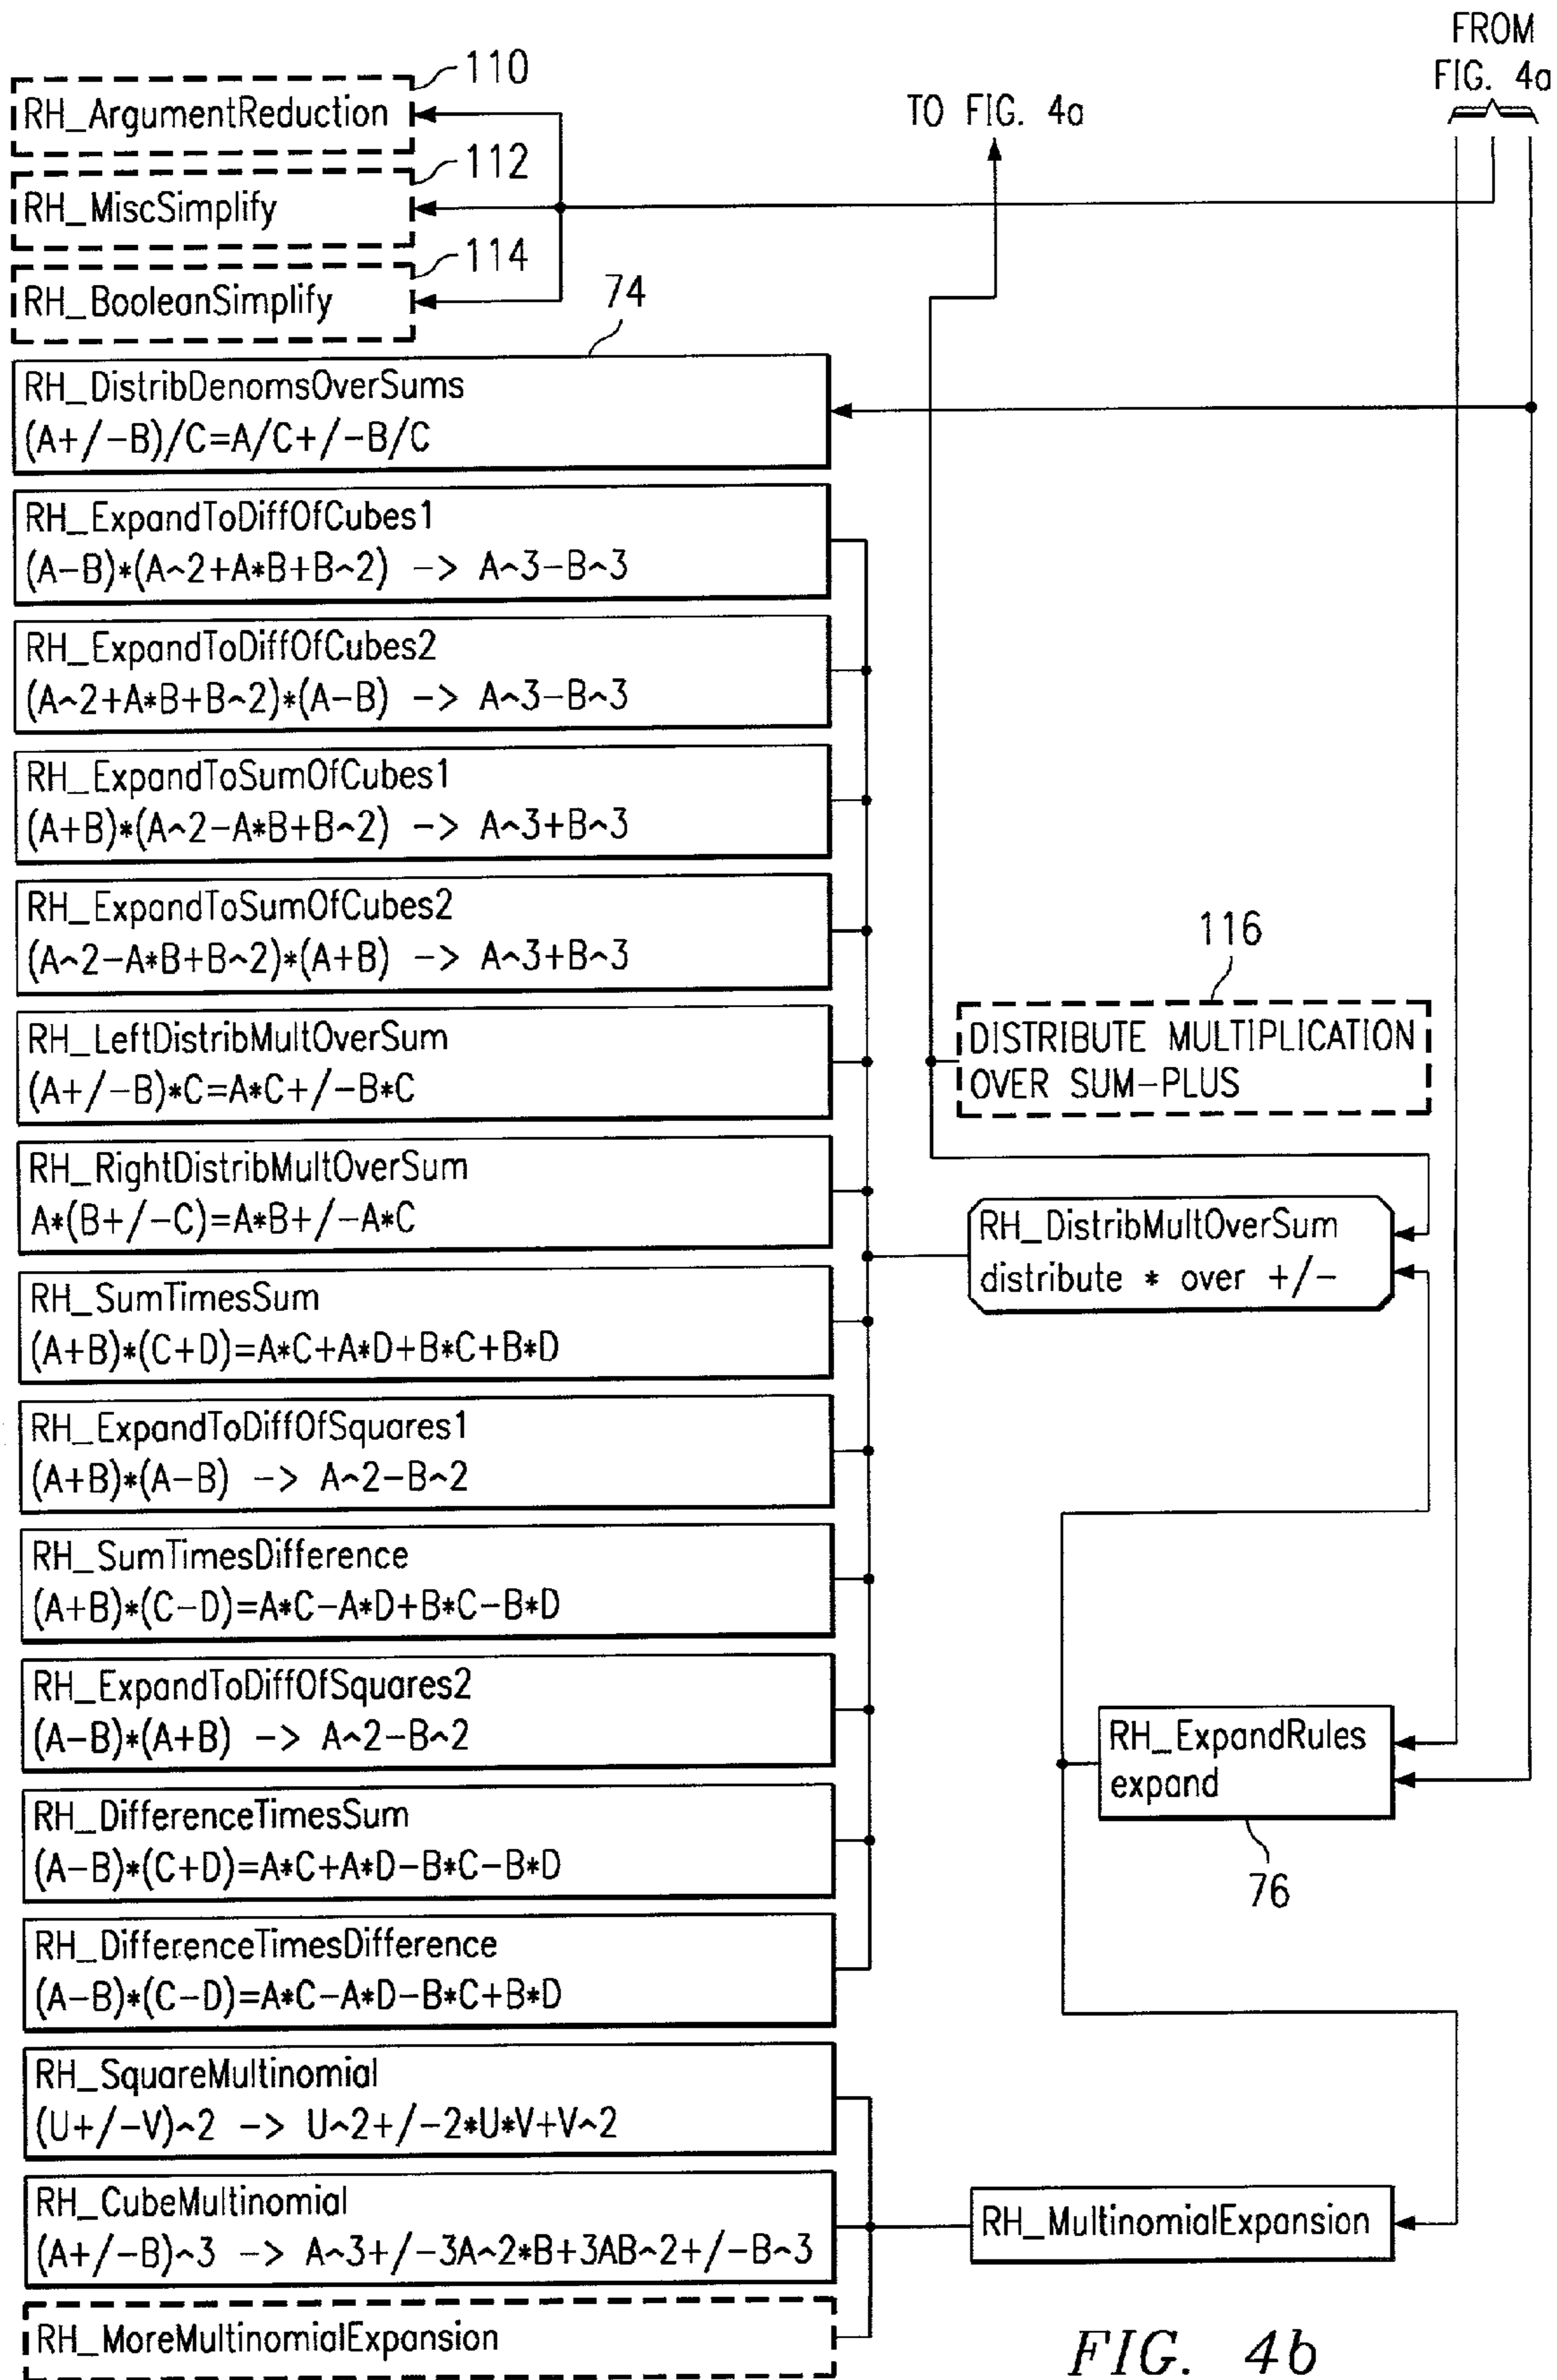 FROM
FIG. 4a
TO FIG. 4a
110
RH_ArgumentReduction
112
RH_MiscSimplify
114
RH_BooleanSimplify
74
RH_DistribDenomsOverSums
(A+/-B)/C=A/C+/-B/C
RH_ExpandToDiffOfCubes1
(A-B)*(A^2+A*B+B^2) -> A^3-B^3
RH_ExpandToDiffOfCubes2
(A^2+A*B+B^2)*(A-B) -> A^3-B^3
RH_ExpandToSumOfCubes1
(A+B)*(A^2-A*B+B^2) -> A^3+B^3
RH_ExpandToSumOfCubes2
(A^2-A*B+B^2)*(A+B) -> A^3+B^3
116
DISTRIBUTE MULTIPLICATION
OVER SUM-PLUS
RH_LeftDistribMultOverSum
(A+/-B)*C=A*C+/-B*C
RH_RightDistribMultOverSum
A*(B+/-C)=A*B+/-A*C
RH_DistribMultOverSum
distribute * over +/-
RH_SumTimesSum
(A+B)*(C+D)=A*C+A*D+B*C+B*D
RH_ExpandToDiffOfSquares1
(A+B)*(A-B) -> A^2-B^2
RH_SumTimesDifference
(A+B)*(C-D)=A*C-A*D+B*C-B*D
RH_ExpandToDiffOfSquares2
(A-B)*(A+B) -> A^2-B^2
RH_ExpandRules
expand
76
RH_DifferenceTimesSum
(A-B)*(C+D)=A*C+A*D-B*C-B*D
RH_DifferenceTimesDifference
(A-B)*(C-D)=A*C-A*D-B*C+B*D
RH_SquareMultinomial
(U+/-V)^2 -> U^2+/-2*U*V+V^2
RH_CubeMultinomial
(A+/-B)^3 -> A^3+/-3A^2*B+3AB^2+/-B^3
RH_MultinomialExpansion
RH_MoreMultinomialExpansion
FIG. 4b